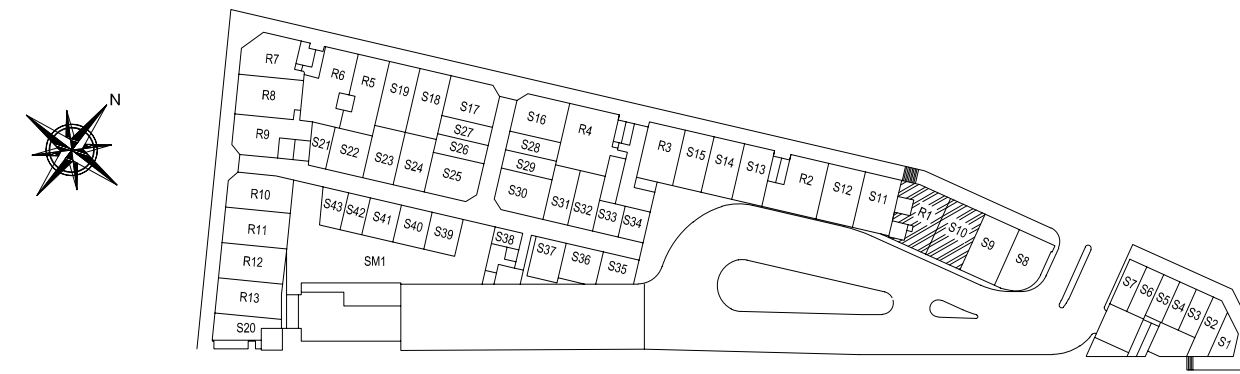 N
R7
R6
R5
S19
S18
S17
R8
S27
S26
R9
S21
S22
S23
S24
S25
S16
R4
S28
S29
S30
S31
S32
S33
S34
R3
S15
S14
S13
R2
S12
S11
R1
S10
S9
S8
R10
S43
S42
S41
S40
S39
S38
S37
S36
S35
R11
R12
SM1
R13
S20
S7
S6
S5
S4
S3
S2
S1